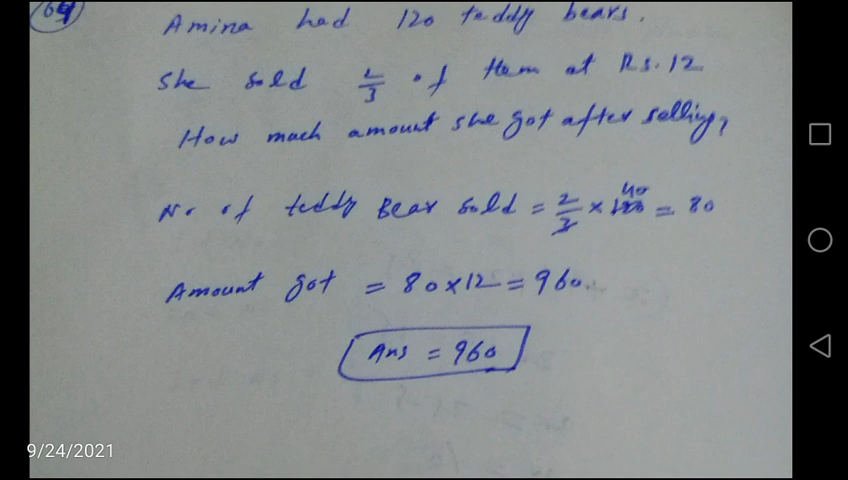 64
Amina had 120 teddy bears.
She sold 2/3 of them at Rs. 12
How much amount she got after selling?
No of teddy Bear sold = 2/3 × 120 40 = 80
Amount got = 80 × 12 = 960.
Ans = 960
9/24/2021